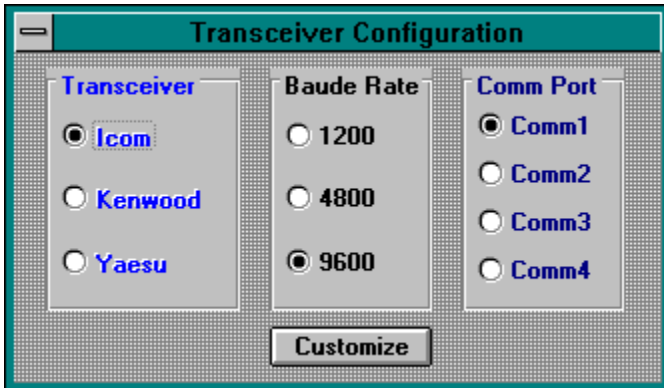 Transceiver Configuration
Transceiver
Icom
Kenwood
Yaesu
Baude Rate
1200
4800
9600
Comm Port
Comm1
Comm2
Comm3
Comm4
Customize